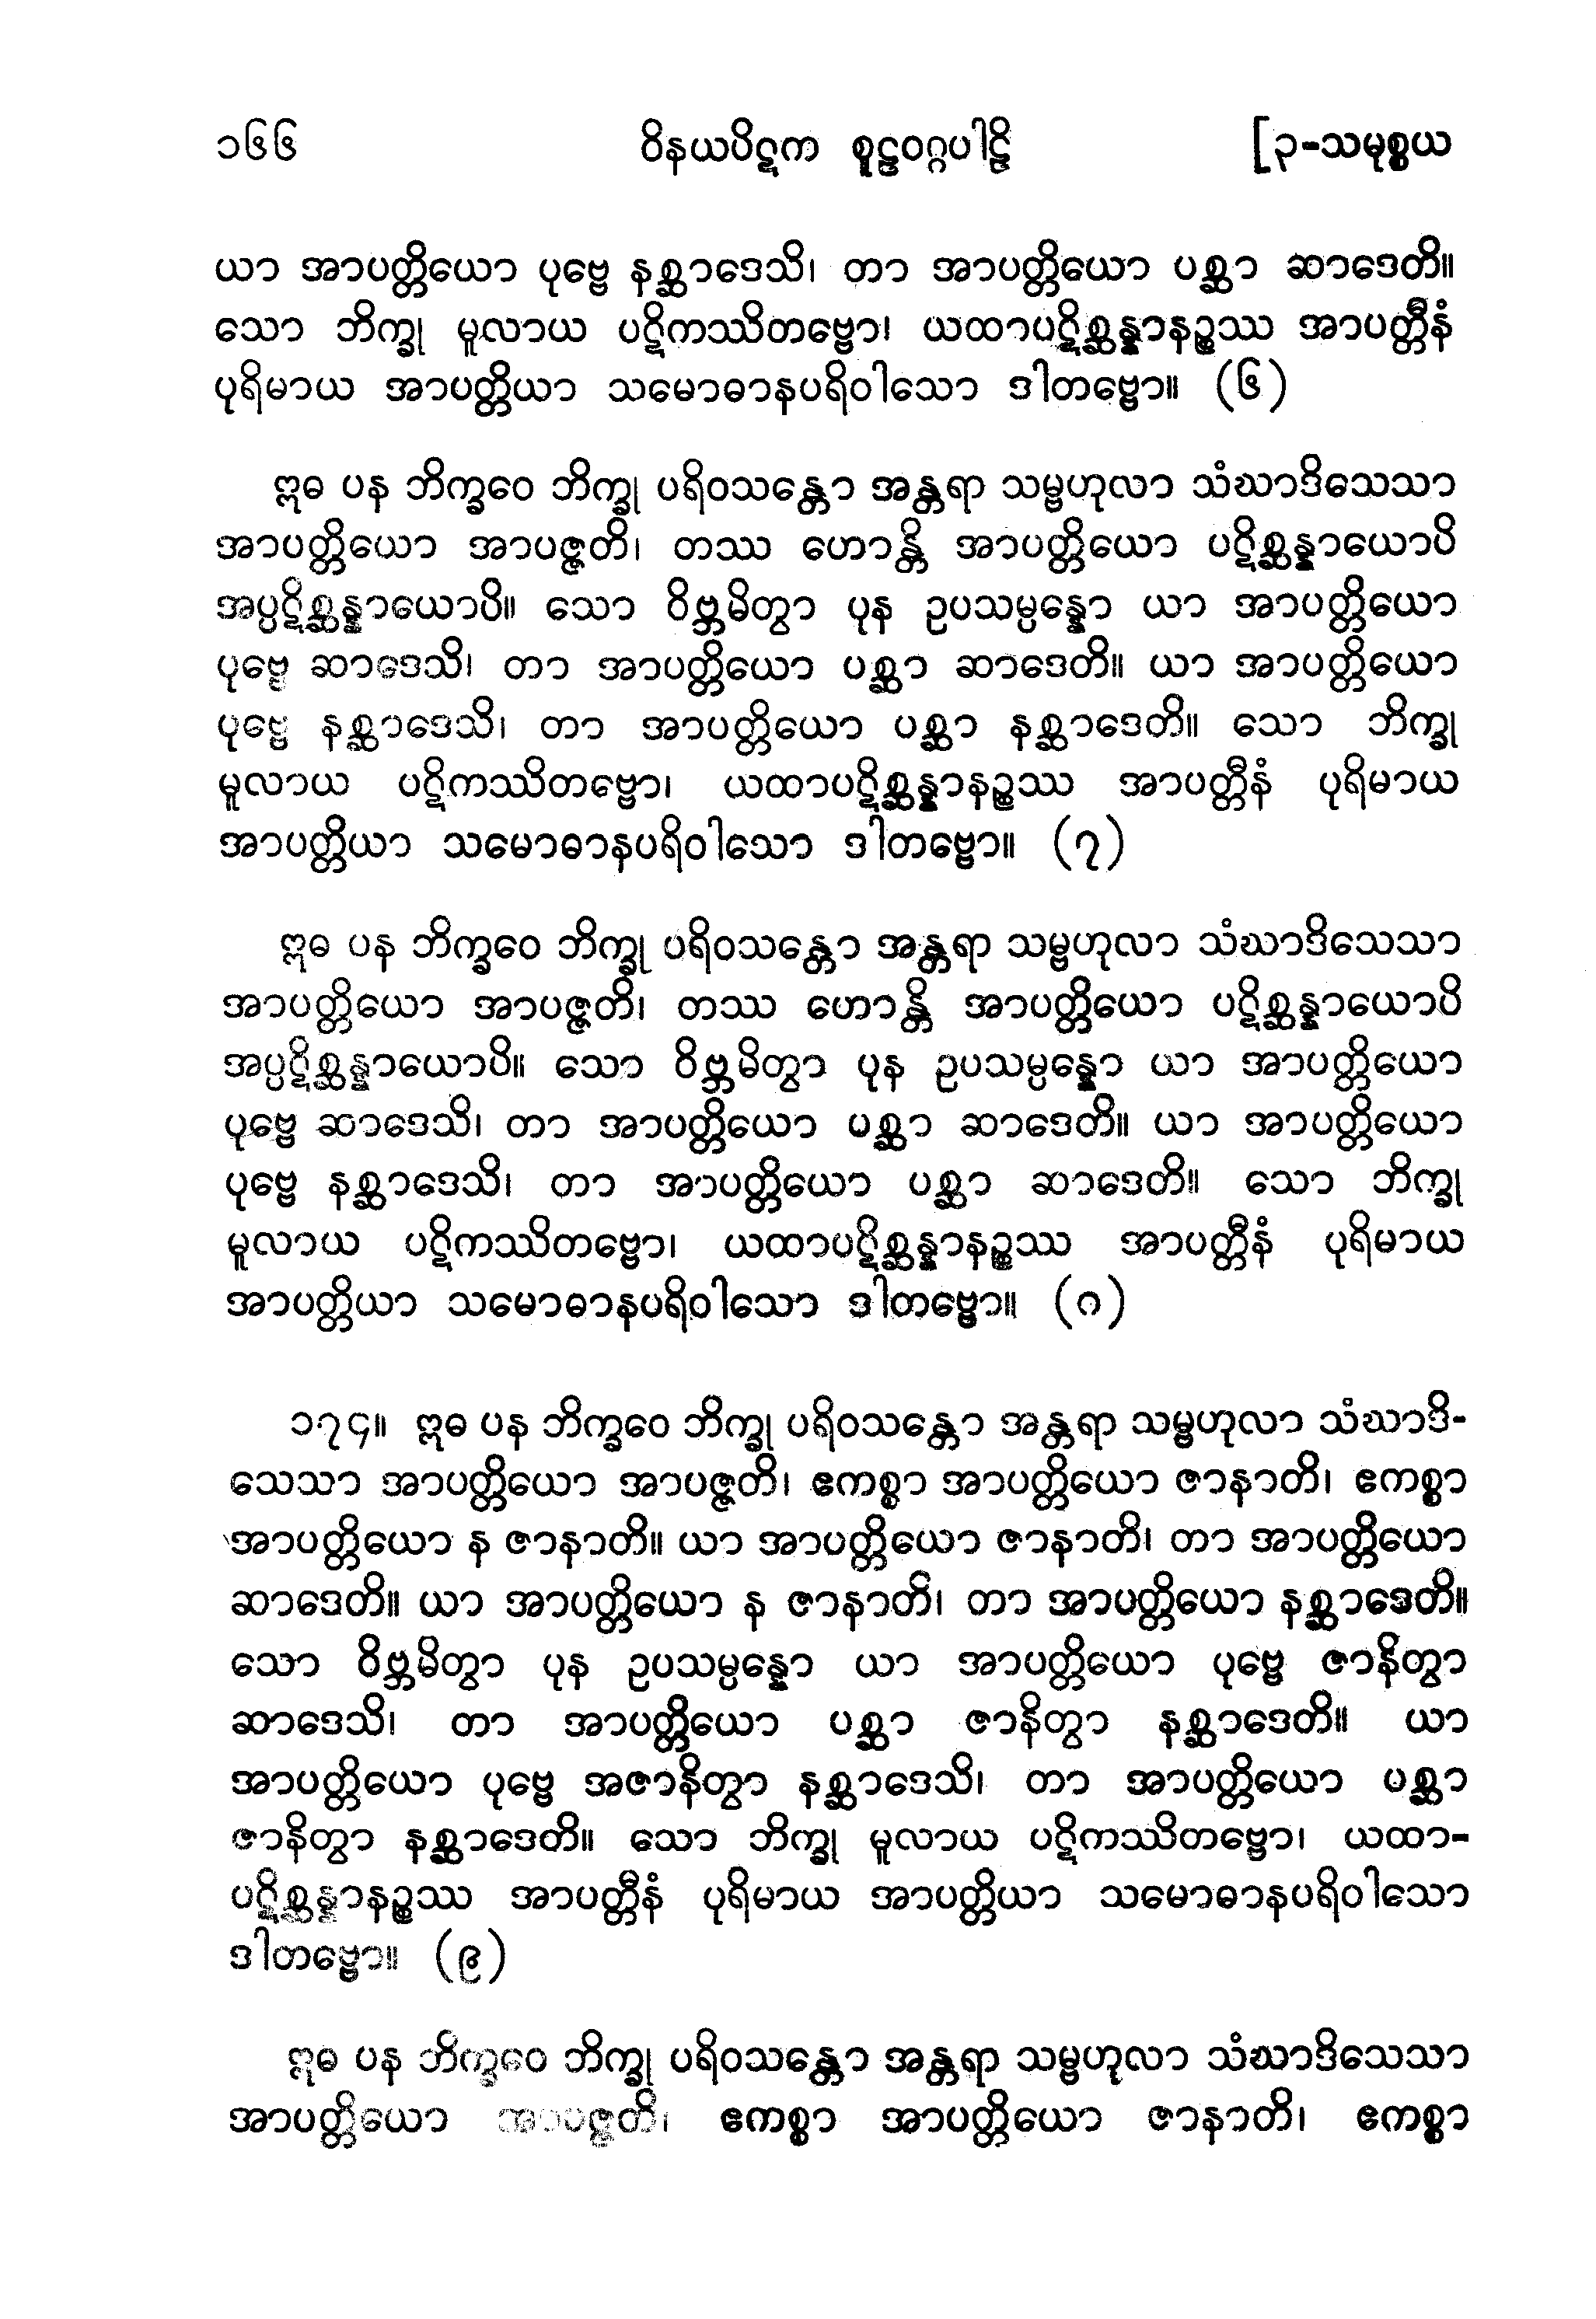 ၁၆၆ ဝိနယပိဋက စူဠဝဂ္ဂပါဠိ [၃-သမုစ္စယ
ယာ အာပတ္တိယော ပုဗ္ဗေ နစ္ဆာဒေသိ၊ တာ အာပတ္တိယော ပစ္ဆာ ဆာဒေတိ။
သော ဘိက္ခု မူလာယ ပဋိကဿိတဗ္ဗော၊ ယထာပဋိစ္ဆန္နာနဉ္စဿ အာပတ္တီနံ
ပုရိမာယ အာပတ္တိယာ သမောဓာနပရိဝါသော ဒါတဗ္ဗော။ (၆)
ဣဓ ပန ဘိက္ခဝေ ဘိက္ခု ပရိဝသန္တော အန္တရာ သမ္ဗဟုလာ သံဃာဒိသေသာ
အာပတ္တိယော အာပဇ္ဇတိ၊ တဿ ဟောန္တိ အာပတ္တိယော ပဋိစ္ဆန္နာယောပိ
အပ္ပဋိစ္ဆန္နာယောပိ။ သော ဝိဗ္ဘမိတွာ ပုန ဥပသမ္ပန္နော ယာ အာပတ္တိယော
ပုဗ္ဗေ ဆာဒေသိ၊ တာ အာပတ္တိယော ပစ္ဆာ ဆာဒေတိ။ ယာ အာပတ္တိယော
ပုဗ္ဗေ နစ္ဆာဒေသိ၊ တာ အာပတ္တိယော ပစ္ဆာ နစ္ဆာဒေတိ။ သော ဘိက္ခု
မူလာယ ပဋိကဿိတဗ္ဗော၊ ယထာပဋိစ္ဆန္နာနဉ္စဿ အာပတ္တီနံ ပုရိမာယ
အာပတ္တိယာ သမောဓာနပရိဝါသော ဒါတဗ္ဗော။ (၇)
ဣဓ ပန ဘိက္ခဝေ ဘိက္ခု ပရိဝသန္တော အန္တရာ သမ္ဗဟုလာ သံဃာဒိသေသာ
အာပတ္တိယော အာပဇ္ဇတိ၊ တဿ ဟောန္တိ အာပတ္တိယော ပဋိစ္ဆန္နာယောပိ
အပ္ပဋိစ္ဆန္နာယောပိ။ သော ဝိဗ္ဘမိတွာ ပုန ဥပသမ္ပန္နော ယာ အာပတ္တိယော
ပုဗ္ဗေ ဆာဒေသိ၊ တာ အာပတ္တိယော ပစ္ဆာ ဆာဒေတိ။ ယာ အာပတ္တိယော
ပုဗ္ဗေ နစ္ဆာဒေသိ၊ တာ အာပတ္တိယော ပစ္ဆာ ဆာဒေတိ။ သော ဘိက္ခု
မူလာယ ပဋိကဿိတဗ္ဗော၊ ယထာပဋိစ္ဆန္နာနဉ္စဿ အာပတ္တီနံ ပုရိမာယ
အာပတ္တိယာ သမောဓာနပရိဝါသော ဒါတဗ္ဗော။ (၈)
၁၇၄။ ဣဓ ပန ဘိက္ခဝေ ဘိက္ခု ပရိဝသန္တော အန္တရာ သမ္ဗဟုလာ သံဃာဒိ-
သေသာ အာပတ္တိယော အာပဇ္ဇတိ၊ ဧကစ္စာ အာပတ္တိယော ဇာနာတိ၊ ဧကစ္စာ
အာပတ္တိယော န ဇာနာတိ။ ယာ အာပတ္တိယော ဇာနာတိ၊ တာ အာပတ္တိယော
ဆာဒေတိ။ ယာ အာပတ္တိယော န ဇာနာတိ၊ တာ အာပတ္တိယော နစ္ဆာဒေတိ။
သော ဝိဗ္ဘမိတွာ ပုန ဥပသမ္ပန္နော ယာ အာပတ္တိယော ပုဗ္ဗေ ဇာနိတွာ
ဆာဒေသိ၊ တာ အာပတ္တိယော ပစ္ဆာ ဇာနိတွာ နစ္ဆာဒေတိ။ ယာ
အာပတ္တိယော ပုဗ္ဗေ အဇာနိတွာ နစ္ဆာဒေသိ၊ တာ အာပတ္တိယော ပစ္ဆာ
ဇာနိတွာ နစ္ဆာဒေတိ။ သော ဘိက္ခု မူလာယ ပဋိကဿိတဗ္ဗော၊ ယထာ-
ပဋိစ္ဆန္နာနဉ္စဿ အာပတ္တီနံ ပုရိမာယ အာပတ္တိယာ သမောဓာနပရိဝါသော
ဒါတဗ္ဗော။ (၉)
ဣဓ ပန ဘိက္ခဝေ ဘိက္ခု ပရိဝသန္တော အန္တရာ သမ္ဗဟုလာ သံဃာဒိသေသာ
အာပတ္တိယော အာပဇ္ဇတိ၊ ဧကစ္စာ အာပတ္တိယော ဇာနာတိ၊ ဧကစ္စာ